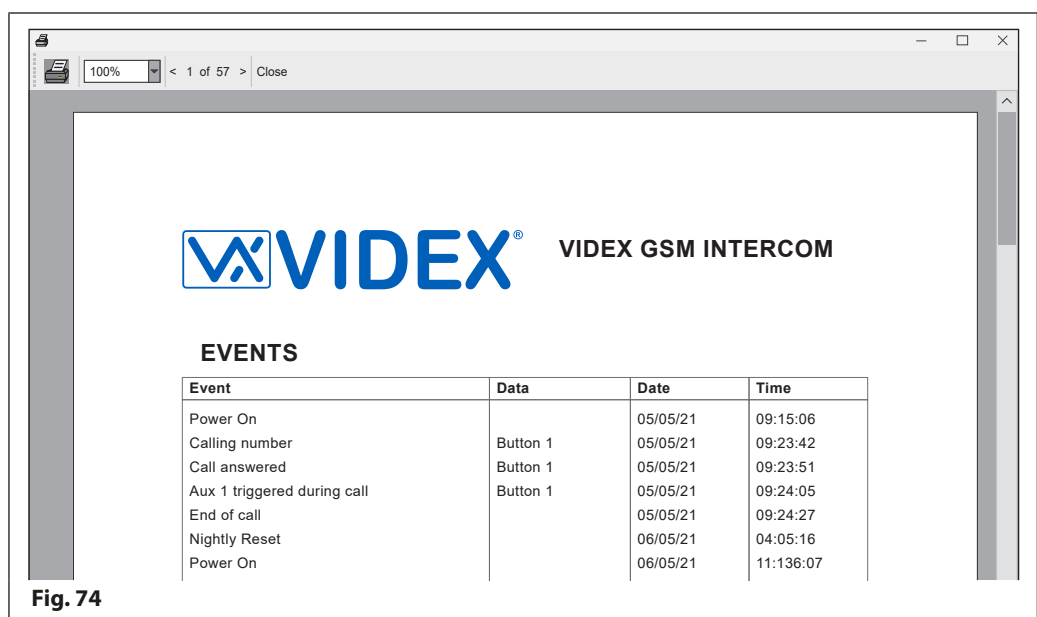 100% < 1 of 57 > Close
VIDEX® VIDEX GSM INTERCOM
EVENTS
Event Data Date Time
Power On 05/05/21 09:15:06
Calling number Button 1 05/05/21 09:23:42
Call answered Button 1 05/05/21 09:23:51
Aux 1 triggered during call Button 1 05/05/21 09:24:05
End of call 05/05/21 09:24:27
Nightly Reset 06/05/21 04:05:16
Power On 06/05/21 11:136:07
Fig. 74